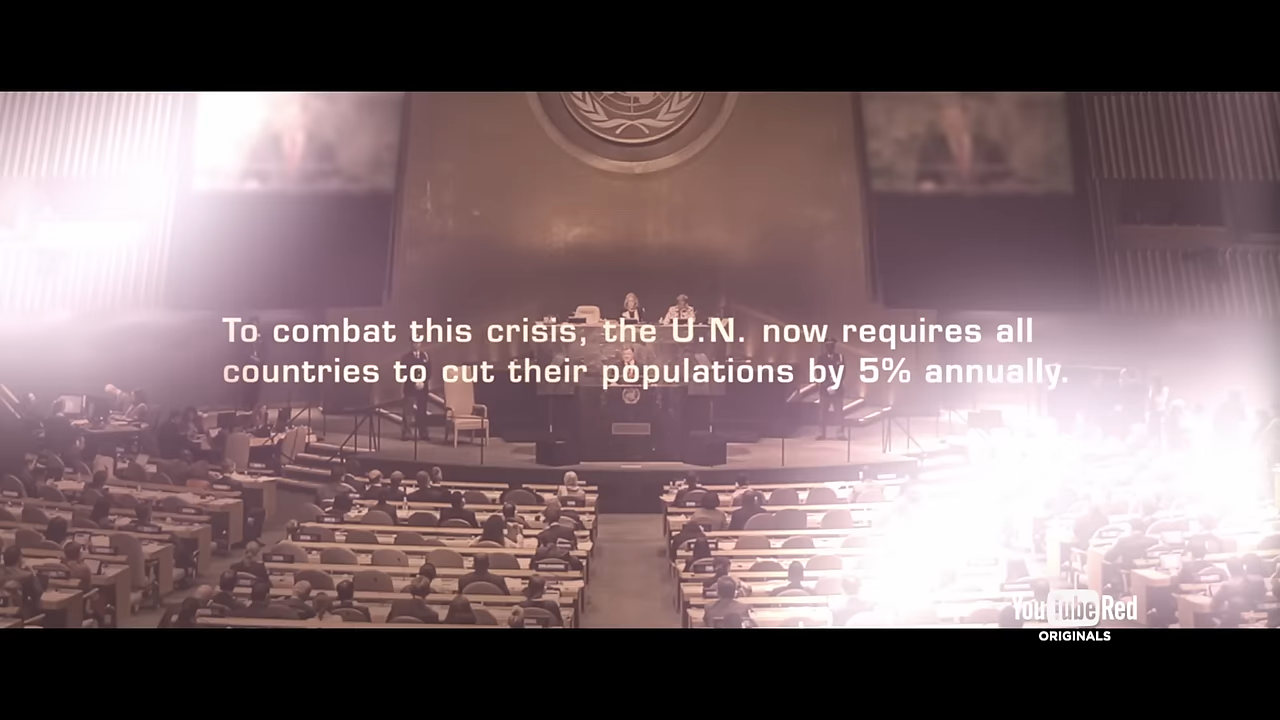 To combat this crisis, the U.N. now requires all
countries to cut their populations by 5% annually.
YouTube Red
ORIGINALS